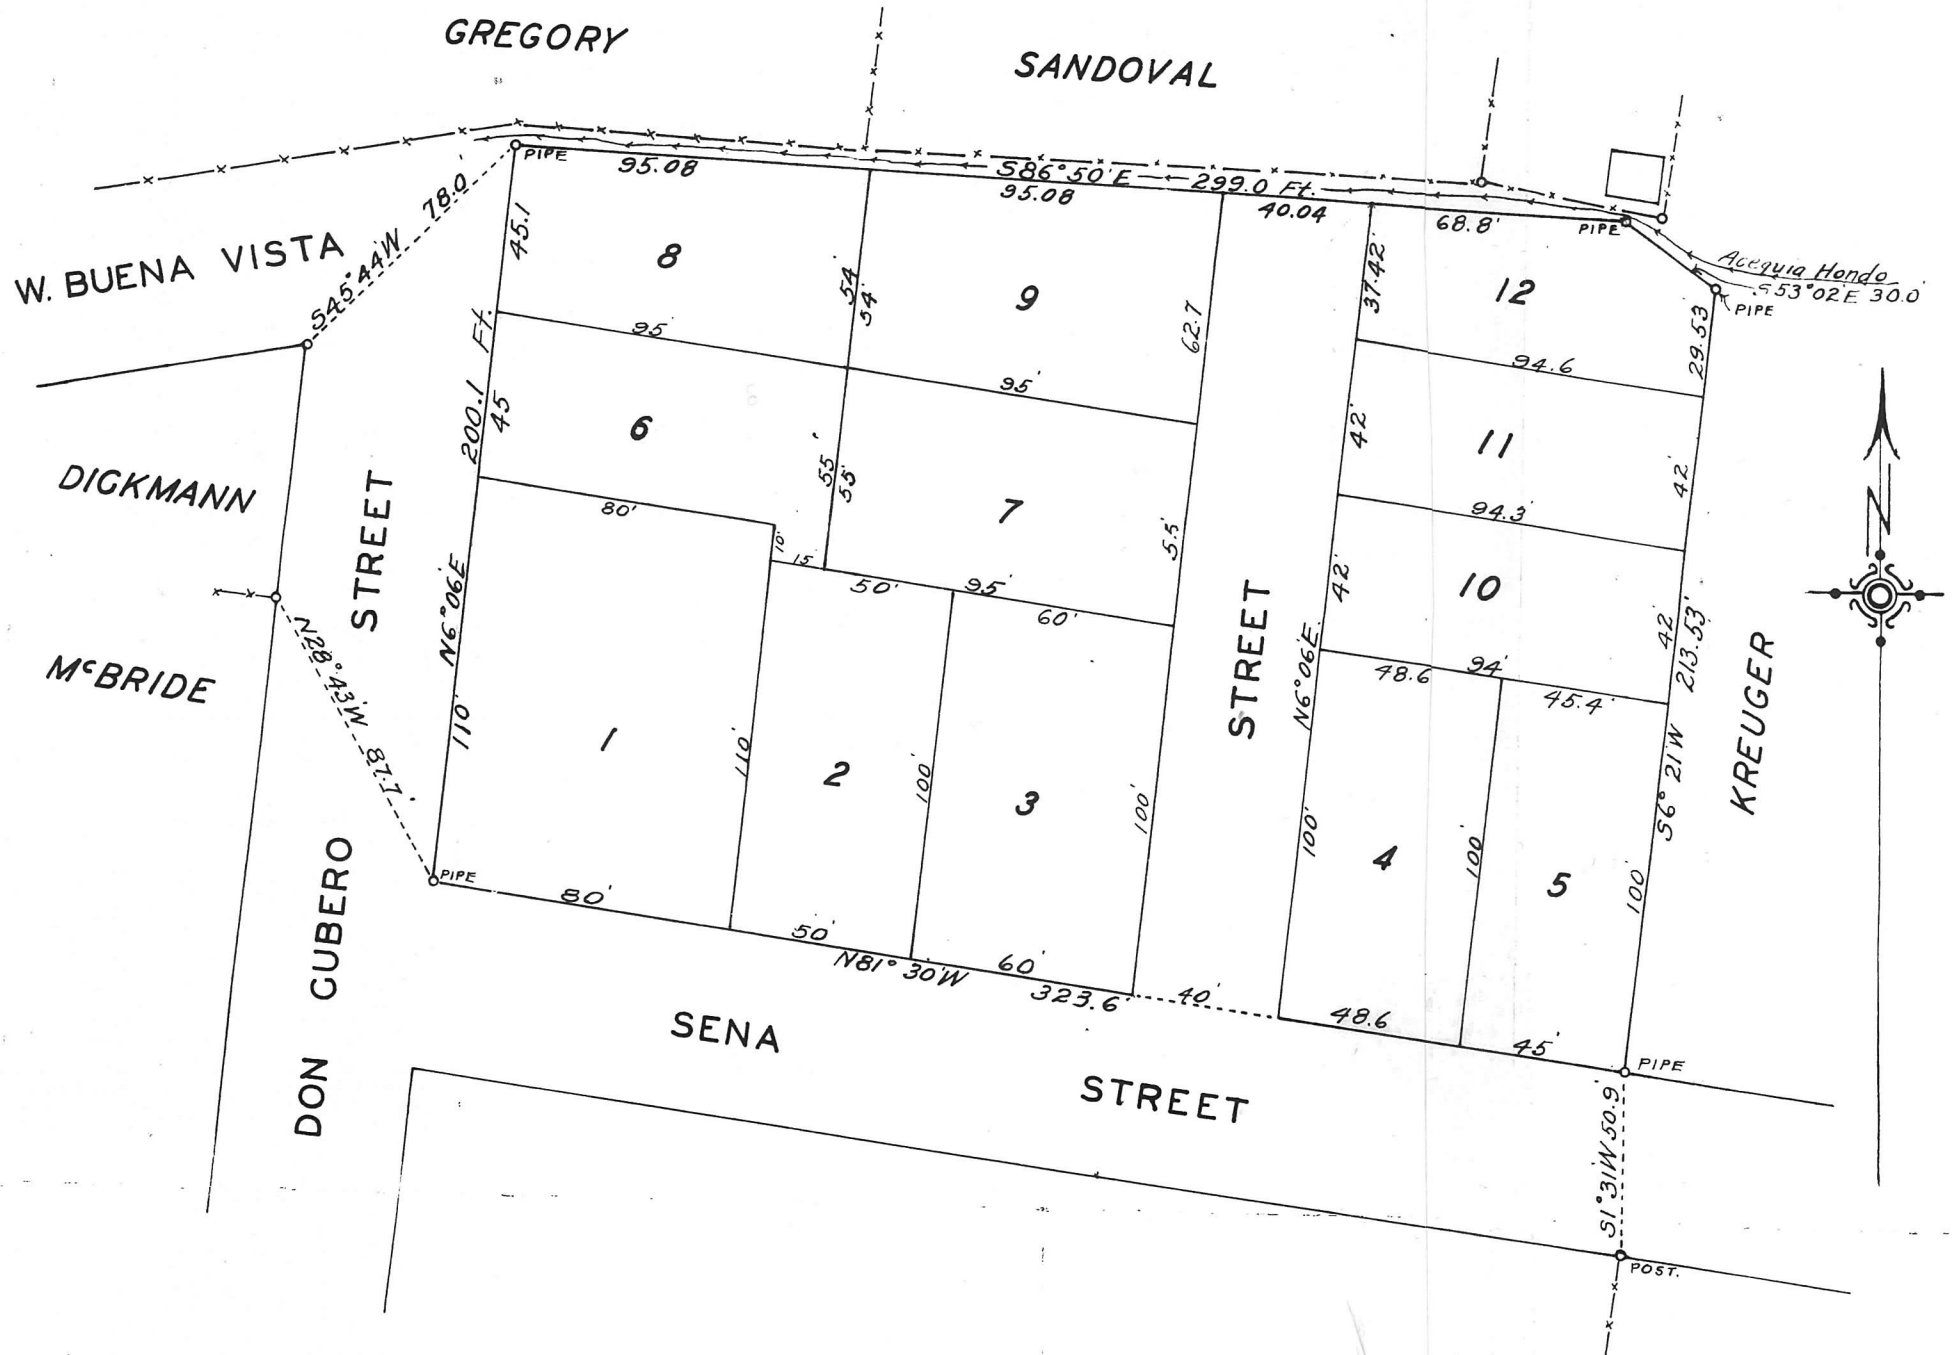 GREGORY
SANDOVAL
PIPE
95.08
S86°50'E
299.0 Ft.
95.08
40.04
68.8'
PIPE
Acequia Hondo
S53°02'E 30.0'
PIPE
W. BUENA VISTA
S45°44'W
78.0'
45.1
8
54
54'
9
62.7
37.42'
12
29.53
200.1 Ft.
95'
95'
94.6
45
6
7
55'
55'
5.5'
42'
11
42'
DICKMANN
STREET
80'
10'
15'
50'
95'
60'
94.3'
42'
10
42'
213.53'
N
McBRIDE
N28°43'W 87.7'
N6°06'E
110'
1
110'
2
100'
3
100'
STREET
N6°06'E.
48.6
94'
45.4'
100'
4
100'
5
100'
S6°21'W
KREUGER
PIPE
80'
50'
N81°30'W
60'
323.6'
40'
48.6
45'
PIPE
DON CUBERO
SENA STREET
S1°31'W 50.9'
POST.